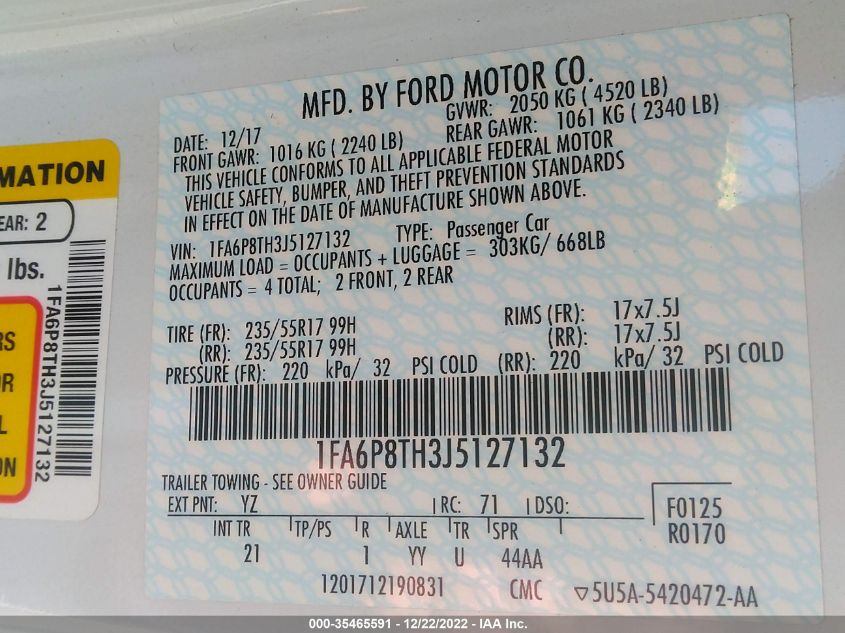 MATION
EAR: 2
lbs.
RS
OR
L
ON
1FA6P8TH3J5127132
MFD. BY FORD MOTOR CO.
DATE: 12/17 GVWR: 2050 KG ( 4520 LB)
FRONT GAWR: 1016 KG ( 2240 LB) REAR GAWR: 1061 KG ( 2340 LB)
THIS VEHICLE CONFORMS TO ALL APPLICABLE FEDERAL MOTOR
VEHICLE SAFETY, BUMPER, AND THEFT PREVENTION STANDARDS
IN EFFECT ON THE DATE OF MANUFACTURE SHOWN ABOVE.
VIN: 1FA6P8TH3J5127132 TYPE: Passenger Car
MAXIMUM LOAD = OCCUPANTS + LUGGAGE = 303KG/ 668LB
OCCUPANTS = 4 TOTAL; 2 FRONT, 2 REAR
TIRE (FR): 235/55R17 99H RIMS (FR): 17x7.5J
(RR): 235/55R17 99H (RR): 17x7.5J
PRESSURE (FR): 220 kPa/ 32 PSI COLD (RR): 220 kPa/ 32 PSI COLD
1FA6P8TH3J5127132
TRAILER TOWING - SEE OWNER GUIDE
EXT PNT: YZ RC: 71 DSO: F0125
INT TR TP/PS R AXLE TR SPR R0170
21 1 YY U 44AA
1201712190831 CMC ▽5U5A-5420472-AA
000-35465591 - 12/22/2022 - IAA Inc.